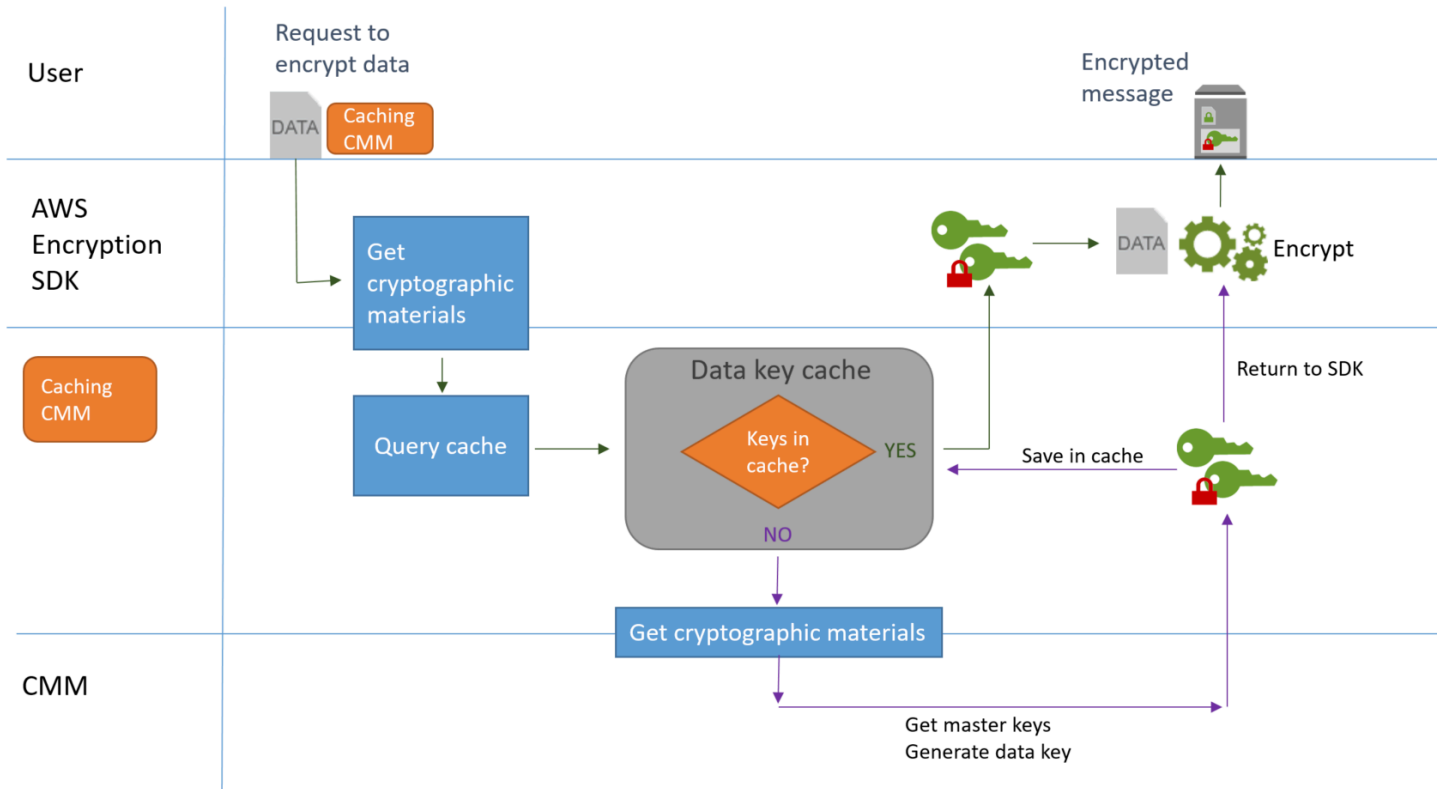 User
Request to
encrypt data
DATA
Caching
CMM
Encrypted
message
AWS
Encryption
SDK
Get
cryptographic
materials
DATA
Encrypt
Caching
CMM
Query cache
Data key cache
Keys in
cache?
YES
NO
Save in cache
Return to SDK
Get cryptographic materials
CMM
Get master keys
Generate data key